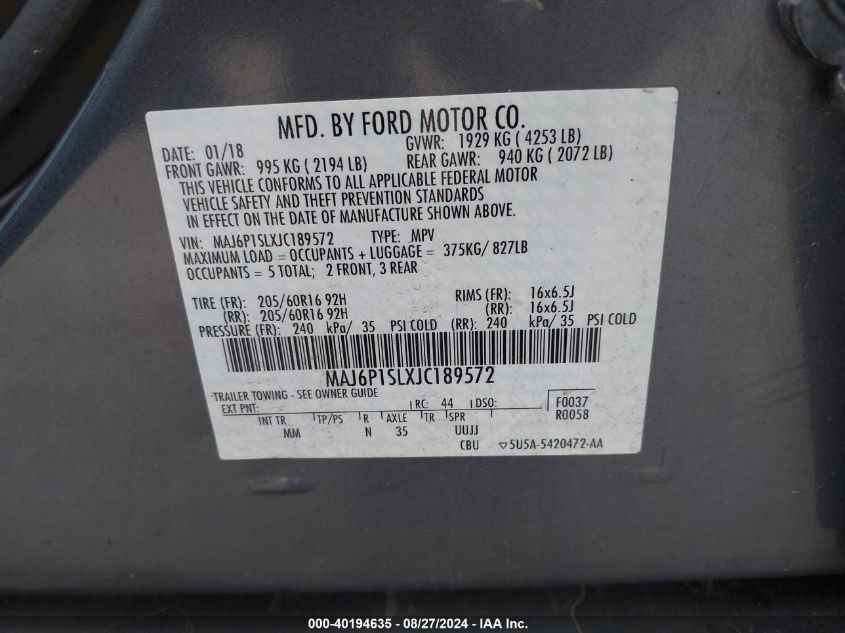 MFD. BY FORD MOTOR CO.
DATE: 01/18 GVWR: 1929 KG ( 4253 LB)
FRONT GAWR: 995 KG ( 2194 LB) REAR GAWR: 940 KG ( 2072 LB)
THIS VEHICLE CONFORMS TO ALL APPLICABLE FEDERAL MOTOR
VEHICLE SAFETY AND THEFT PREVENTION STANDARDS
IN EFFECT ON THE DATE OF MANUFACTURE SHOWN ABOVE.
VIN: MAJ6P1SLXJC189572 TYPE: MPV
MAXIMUM LOAD = OCCUPANTS + LUGGAGE = 375KG/ 827LB
OCCUPANTS = 5 TOTAL; 2 FRONT, 3 REAR
TIRE (FR): 205/60R16 92H RIMS (FR): 16x6.5J
(RR): 205/60R16 92H (RR): 16x6.5J
PRESSURE (FR): 240 kPa/ 35 PSI COLD (RR): 240 kPa/ 35 PSI COLD
MAJ6P1SLXJC189572
TRAILER TOWING - SEE OWNER GUIDE
EXT PNT: RC: 44 DSO: F0037
INT TR TP/PS R AXLE TR SPR R0058
MM N 35 UUJJ
CBU ▽5U5A-5420472-AA
000-40194635 - 08/27/2024 - IAA Inc.